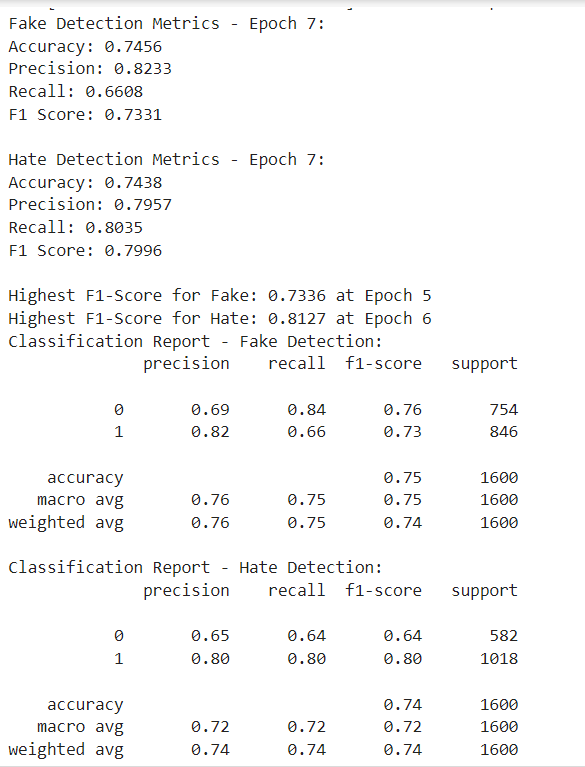 Fake Detection Metrics - Epoch 7:
Accuracy: 0.7456
Precision: 0.8233
Recall: 0.6608
F1 Score: 0.7331
Hate Detection Metrics - Epoch 7:
Accuracy: 0.7438
Precision: 0.7957
Recall: 0.8035
F1 Score: 0.7996
Highest F1-Score for Fake: 0.7336 at Epoch 5
Highest F1-Score for Hate: 0.8127 at Epoch 6
Classification Report - Fake Detection:
precision recall f1-score support
0 0.69 0.84 0.76 754
1 0.82 0.66 0.73 846
accuracy 0.75 1600
macro avg 0.76 0.75 0.75 1600
weighted avg 0.76 0.75 0.74 1600
Classification Report - Hate Detection:
precision recall f1-score support
0 0.65 0.64 0.64 582
1 0.80 0.80 0.80 1018
accuracy 0.74 1600
macro avg 0.72 0.72 0.72 1600
weighted avg 0.74 0.74 0.74 1600